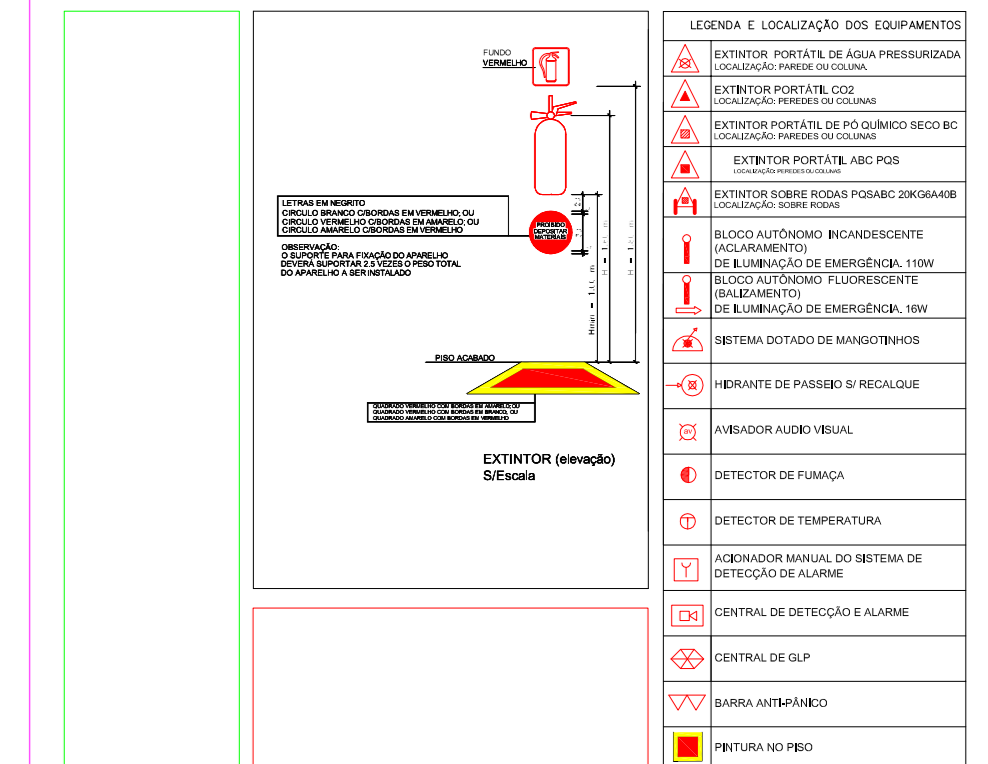 FUNDO
VERMELHO
LETRAS EM NEGRITO
CIRCULO BRANCO C/BORDAS EM VERMELHO; OU
CIRCULO VERMELHO C/BORDAS EM AMARELO; OU
CIRCULO AMARELO C/BORDAS EM VERMELHO
PROIBIDO
DEPOSITAR
MATERIAIS
OBSERVAÇÃO:
O SUPORTE PARA FIXAÇÃO DO APARELHO
DEVERÁ SUPORTAR 2.5 VEZES O PESO TOTAL
DO APARELHO A SER INSTALADO
PISO ACABADO
QUADRADO VERMELHO COM BORDAS EM AMARELO; OU
QUADRADO VERMELHO COM BORDAS EM BRANCO; OU
QUADRADO AMARELO COM BORDAS EM VERMELHO
EXTINTOR (elevação)
S/Escala
LEGENDA E LOCALIZAÇÃO DOS EQUIPAMENTOS
EXTINTOR PORTÁTIL DE ÁGUA PRESSURIZADA
LOCALIZAÇÃO: PAREDE OU COLUNA.
EXTINTOR PORTÁTIL CO2
LOCALIZAÇÃO: PEREDES OU COLUNAS
EXTINTOR PORTÁTIL DE PÓ QUÍMICO SECO BC
LOCALIZAÇÃO: PAREDES OU COLUNAS
EXTINTOR PORTÁTIL ABC PQS
LOCALIZAÇÃO: PEREDES OU COLUNAS
EXTINTOR SOBRE RODAS PQSABC 20KG6A40B
LOCALIZAÇÃO: SOBRE RODAS
BLOCO AUTÔNOMO INCANDESCENTE
(ACLARAMENTO)
DE ILUMINAÇÃO DE EMERGÊNCIA. 110W
BLOCO AUTÔNOMO FLUORESCENTE
(BALIZAMENTO)
DE ILUMINAÇÃO DE EMERGÊNCIA. 16W
SISTEMA DOTADO DE MANGOTINHOS
HIDRANTE DE PASSEIO S/ RECALQUE
av
AVISADOR AUDIO VISUAL
DETECTOR DE FUMAÇA
DETECTOR DE TEMPERATURA
ACIONADOR MANUAL DO SISTEMA DE
DETECÇÃO DE ALARME
CENTRAL DE DETECÇÃO E ALARME
CENTRAL DE GLP
BARRA ANTI-PÂNICO
PINTURA NO PISO